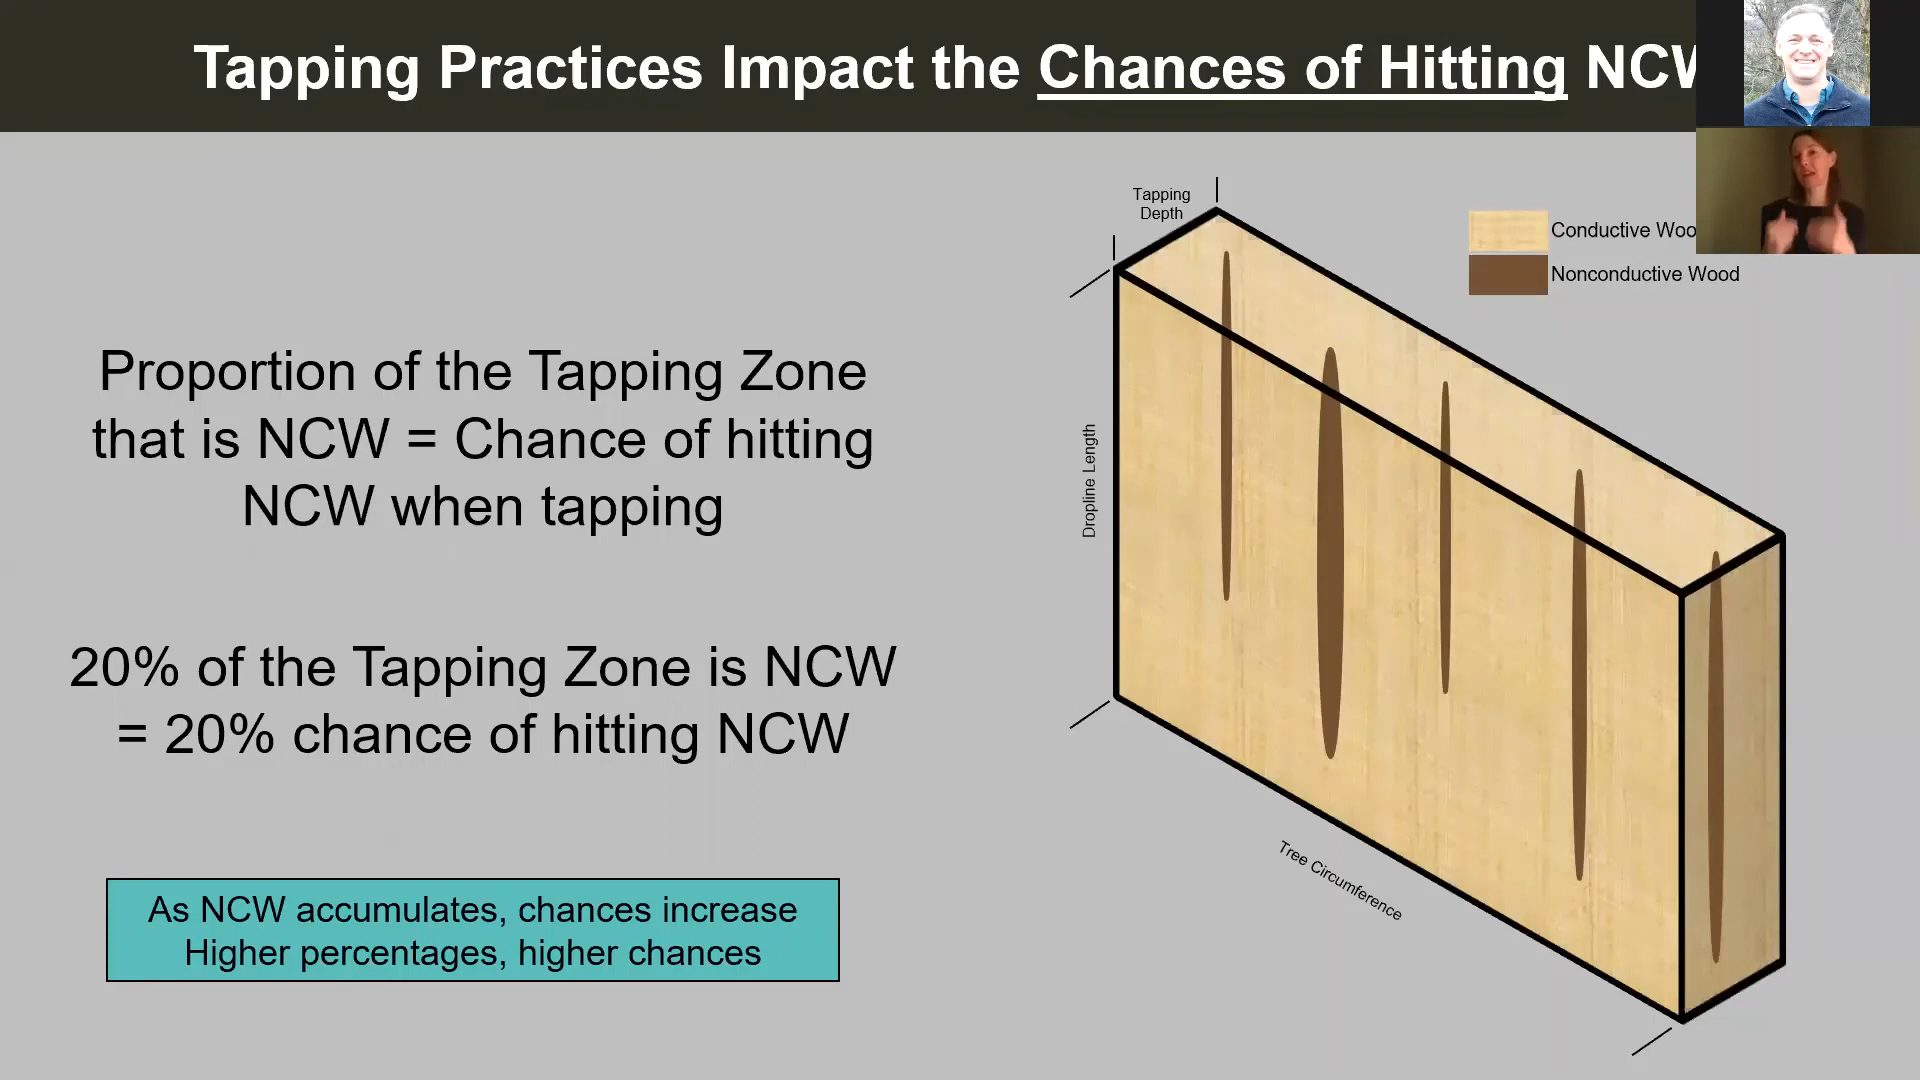 Tapping Practices Impact the Chances of Hitting NCW
Tapping
Depth
Conductive Woo
Nonconductive Wood
Dropline Length
Proportion of the Tapping Zone
that is NCW = Chance of hitting
NCW when tapping
20% of the Tapping Zone is NCW
= 20% chance of hitting NCW
Tree Circumference
As NCW accumulates, chances increase
Higher percentages, higher chances